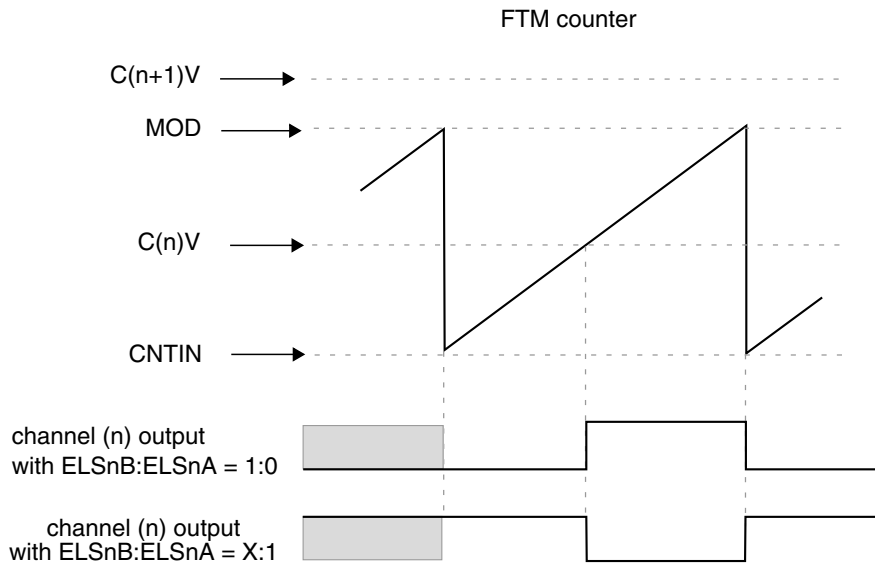 FTM counter
C(n+1)V
MOD
C(n)V
CNTIN
channel (n) output
with ELSnB:ELSnA = 1:0
channel (n) output
with ELSnB:ELSnA = X:1